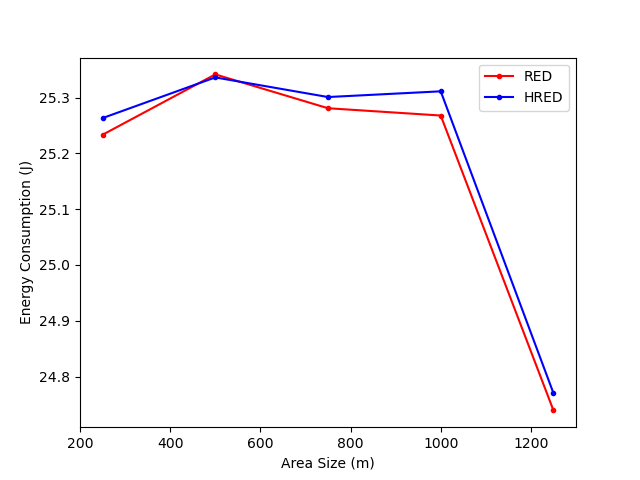 RED
HRED
25.3
25.2
25.1
25.0
24.9
24.8
Energy Consumption (J)
200 400 600 800 1000 1200
Area Size (m)